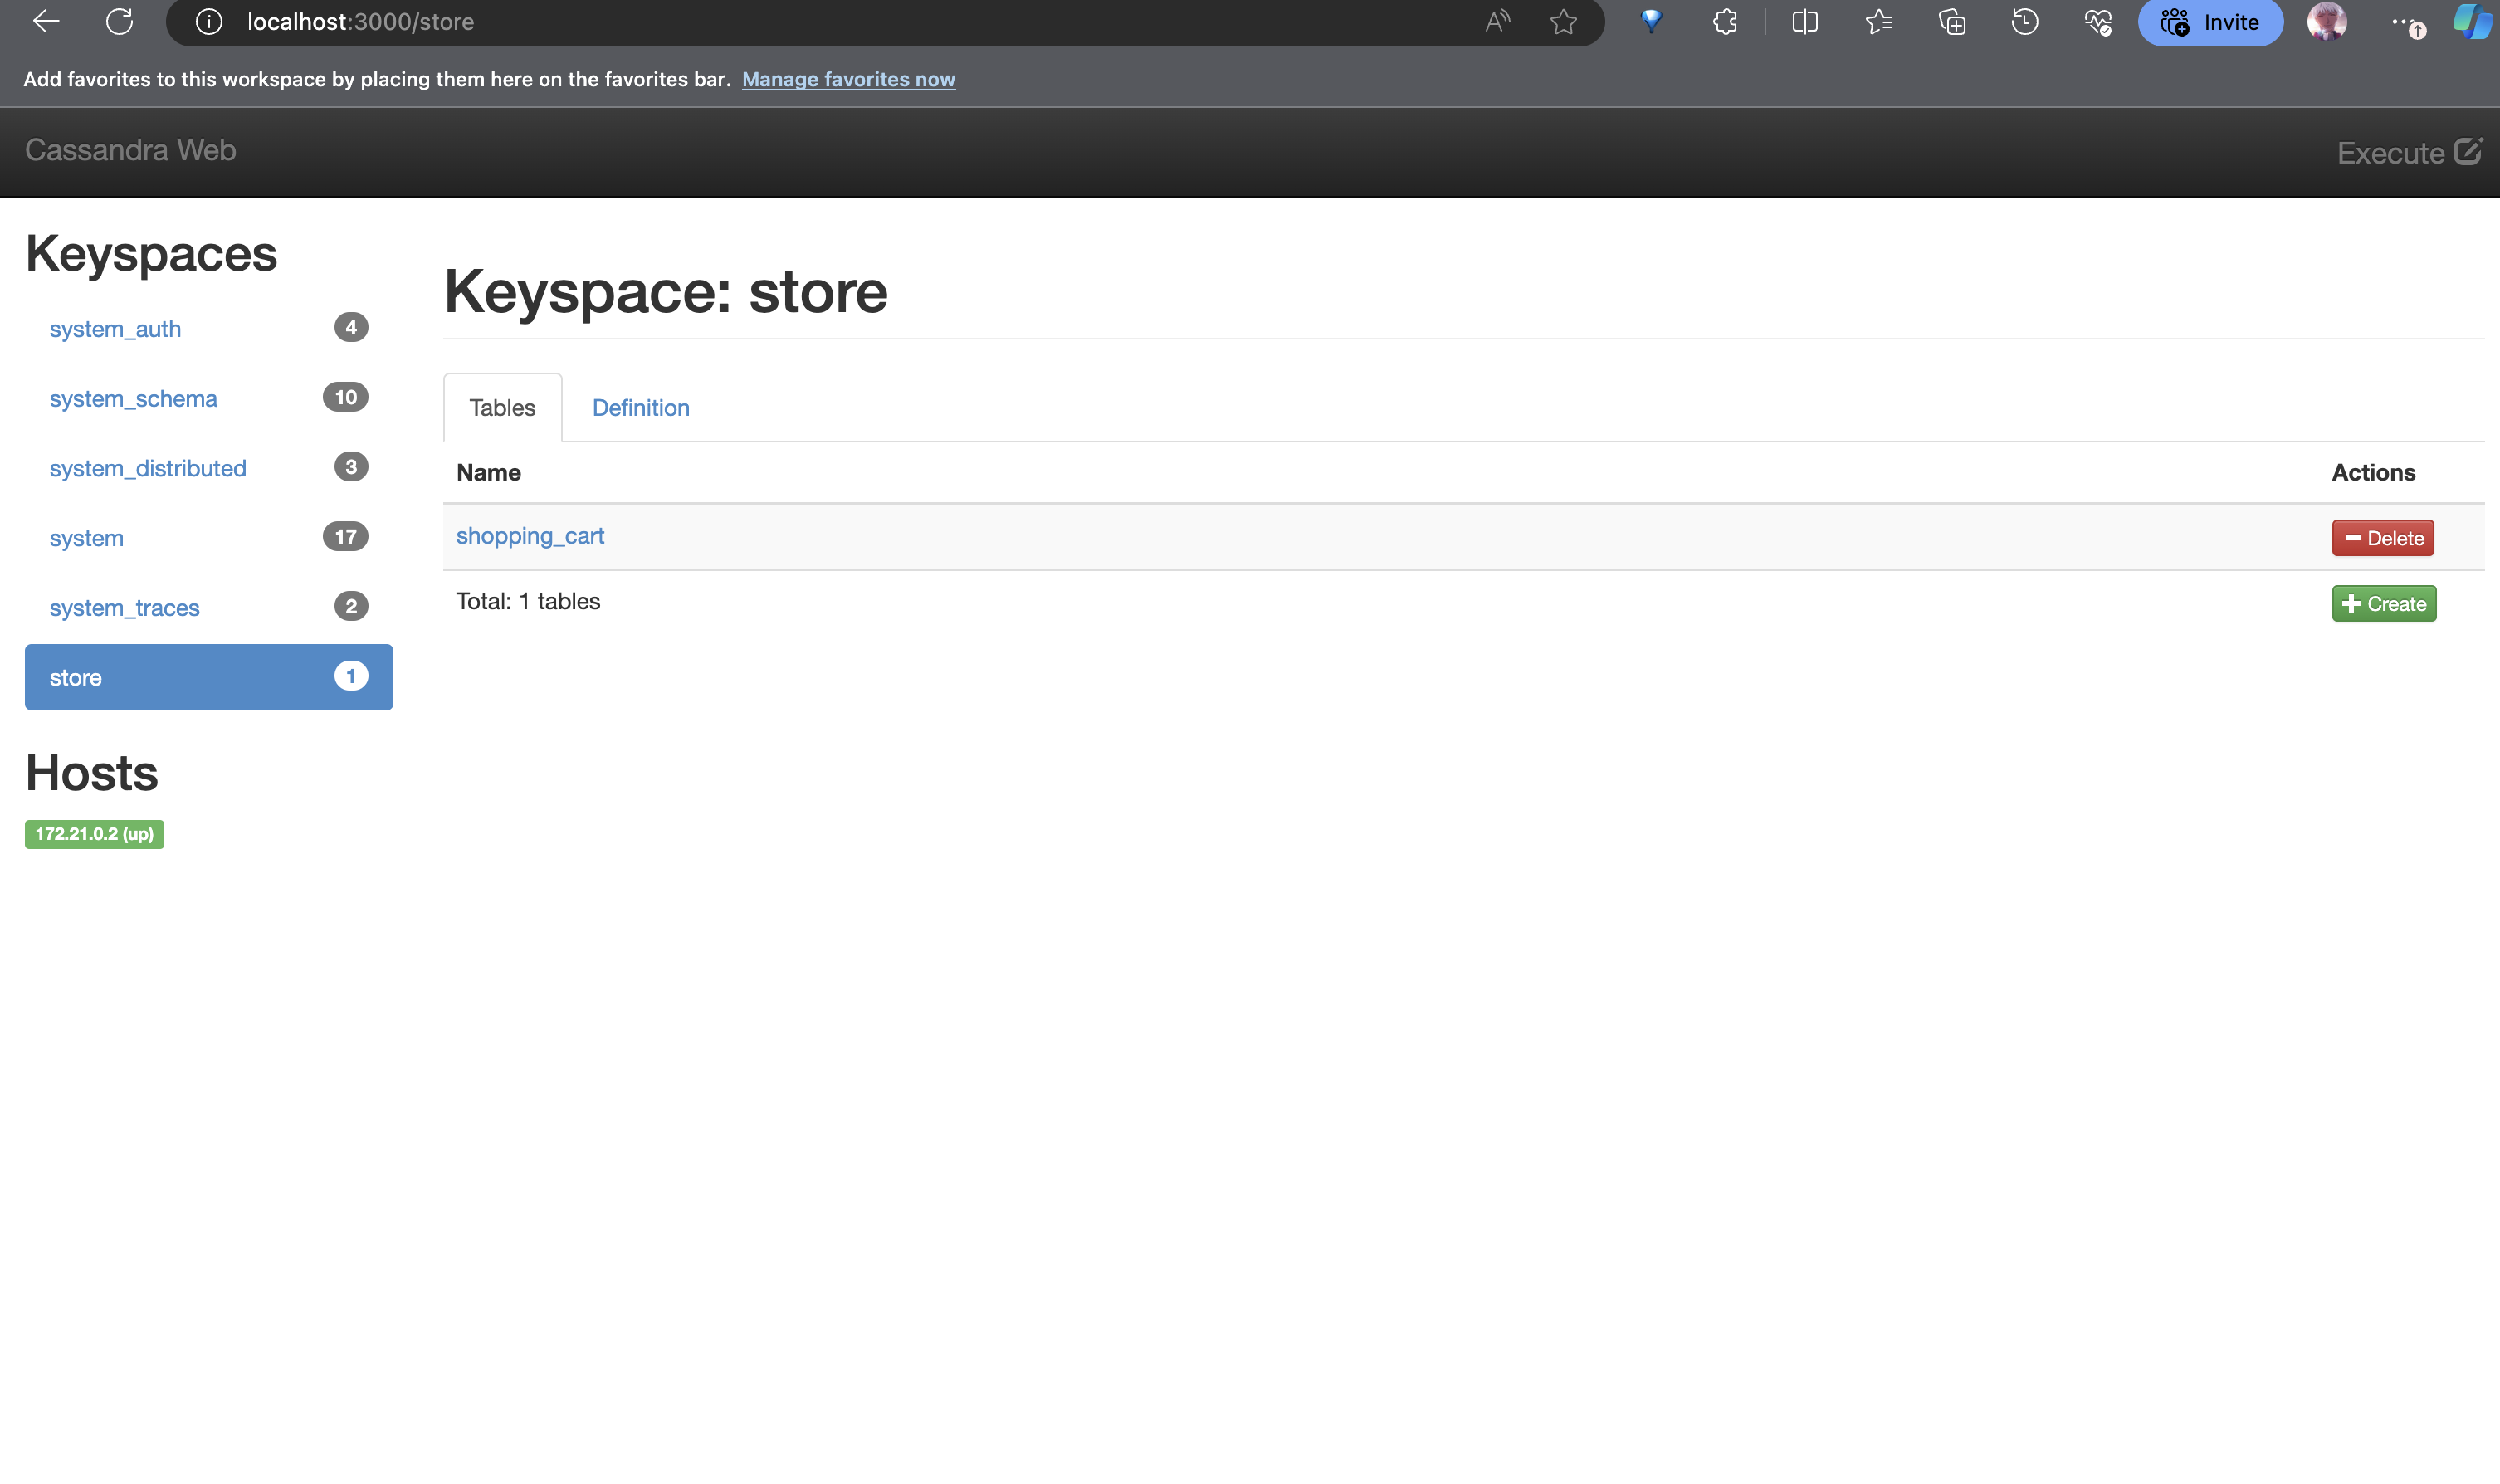 localhost:3000/store
Invite
Add favorites to this workspace by placing them here on the favorites bar. Manage favorites now
Cassandra Web
Execute
Keyspaces
system_auth 4
system_schema 10
system_distributed 3
system 17
system_traces 2
store 1
Hosts
172.21.0.2 (up)
Keyspace: store
Tables Definition
Name Actions
shopping_cart Delete
Total: 1 tables Create